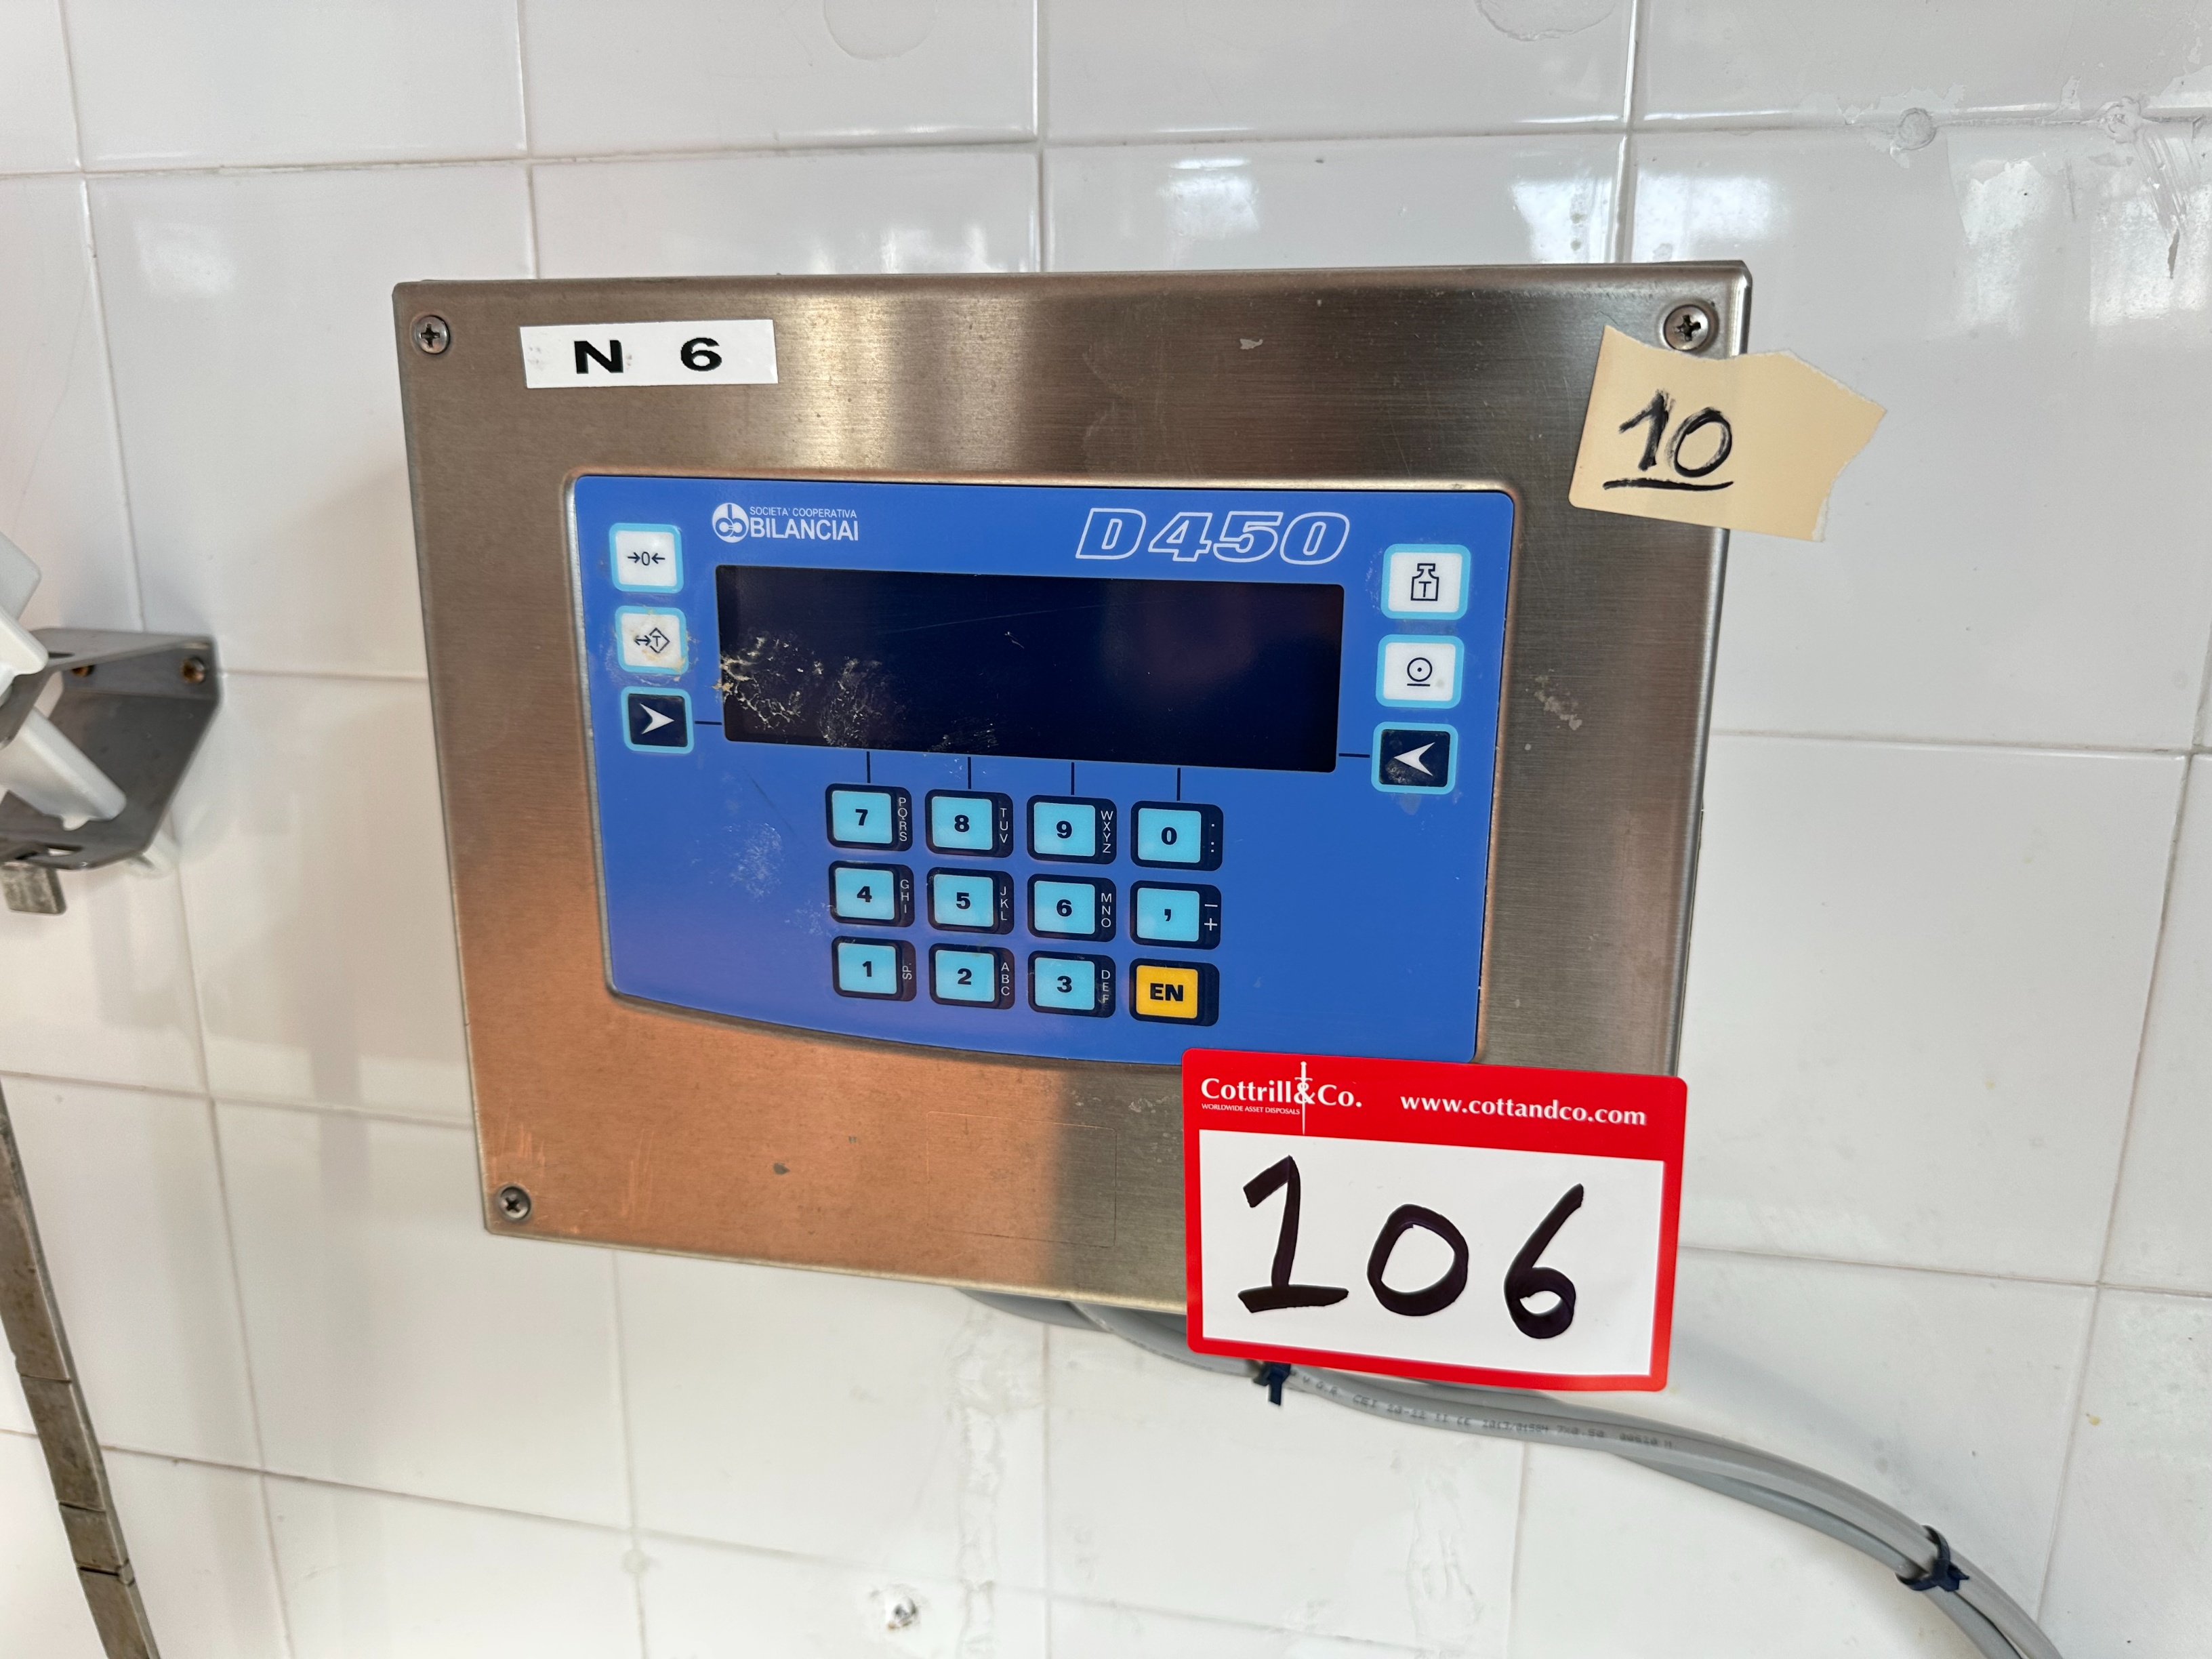 N 6
10
SOCIETA' COOPERATIVA
BILANCIAI
D450
→0←
T
T
7 PQRS
8 TUV
9 WXYZ
0 . :
4 GHI
5 JKL
6 MNO
, − +
1 SP.
2 ABC
3 DEF
EN
Cottrill&Co.
WORLDWIDE ASSET DISPOSALS
www.cottandco.com
106